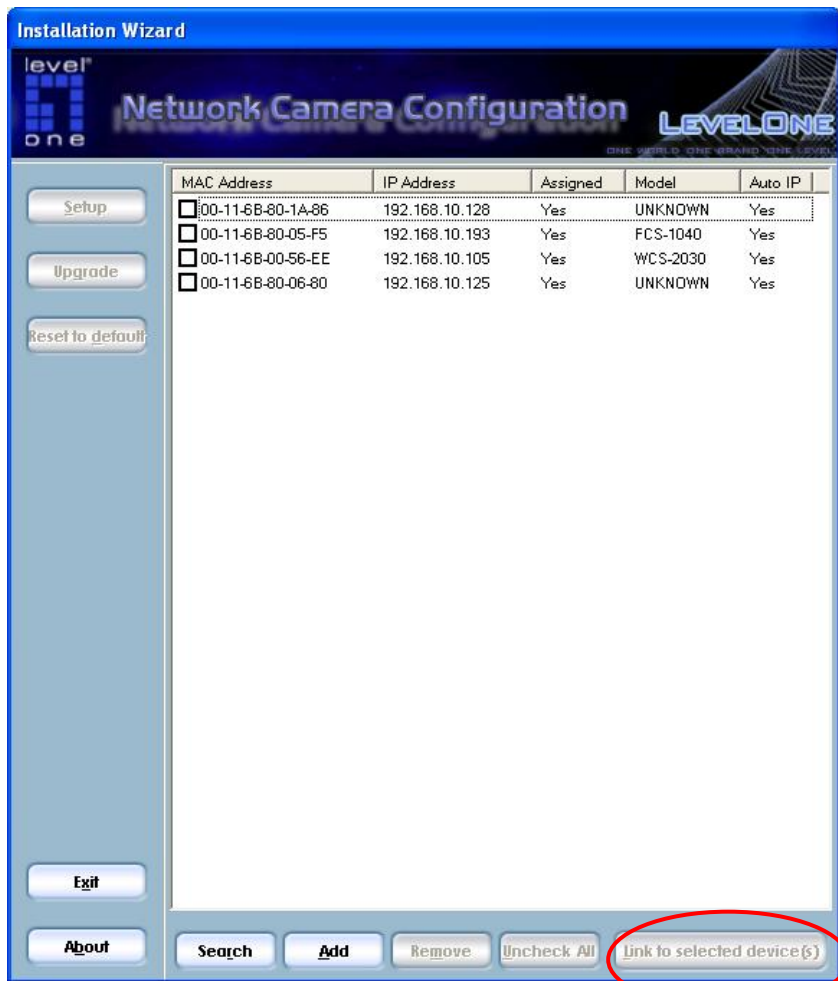 Installation Wizard
level one
Network Camera Configuration
LEVELONE
ONE WORLD ONE BRAND ONE LEVEL
MAC Address IP Address Assigned Model Auto IP
00-11-6B-80-1A-86 192.168.10.128 Yes UNKNOWN Yes
00-11-6B-80-05-F5 192.168.10.193 Yes FCS-1040 Yes
00-11-6B-00-56-EE 192.168.10.105 Yes WCS-2030 Yes
00-11-6B-80-06-80 192.168.10.125 Yes UNKNOWN Yes
Setup
Upgrade
Reset to default
Exit
About
Search Add Remove Uncheck All Link to selected device(s)